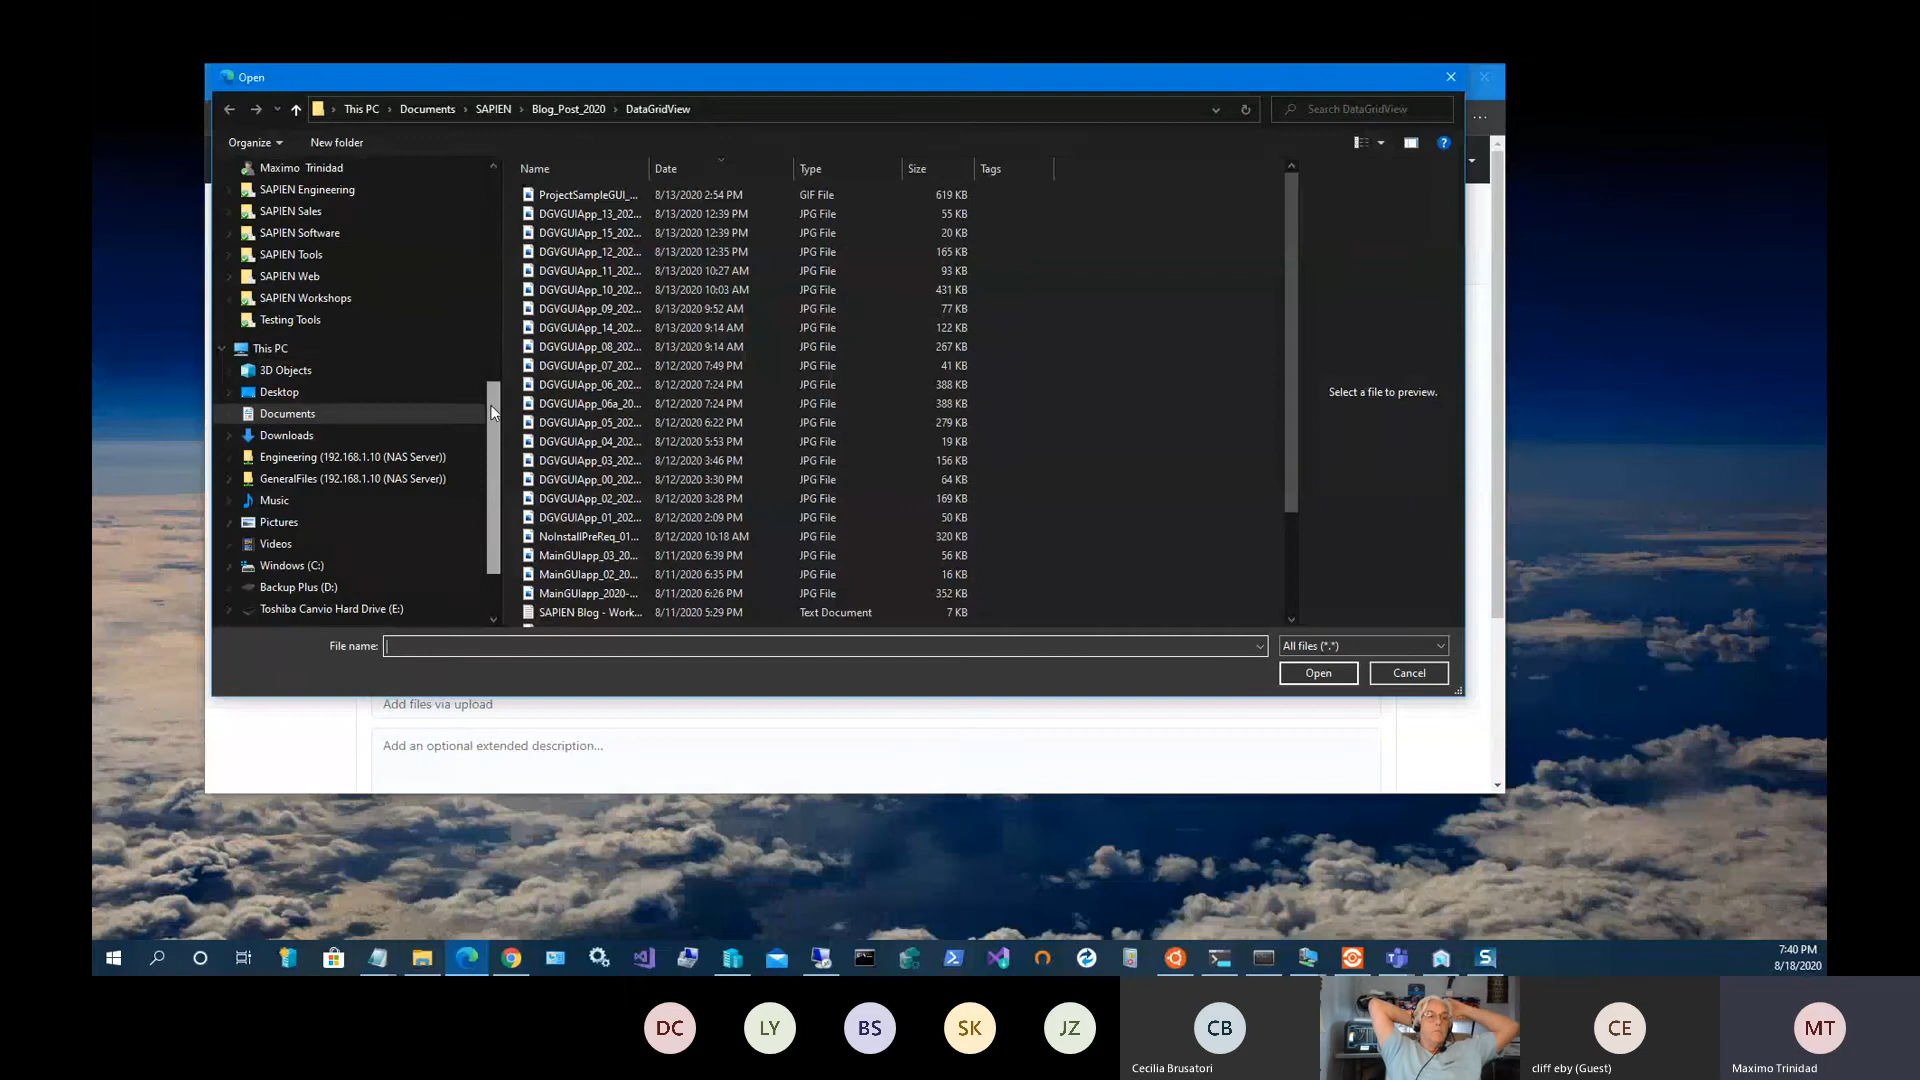 Open
This PC > Documents > SAPIEN > Blog_Post_2020 > DataGridView
Search DataGridView
Organize
New folder
Maximo Trinidad
SAPIEN Engineering
SAPIEN Sales
SAPIEN Software
SAPIEN Tools
SAPIEN Web
SAPIEN Workshops
Testing Tools
This PC
3D Objects
Desktop
Documents
Downloads
Engineering (192.168.1.10 (NAS Server))
GeneralFiles (192.168.1.10 (NAS Server))
Music
Pictures
Videos
Windows (C:)
Backup Plus (D:)
Toshiba Canvio Hard Drive (E:)
Name Date Type Size Tags
ProjectSampleGUI_... 8/13/2020 2:54 PM GIF File 619 KB
DGVGUIApp_13_202... 8/13/2020 12:39 PM JPG File 55 KB
DGVGUIApp_15_202... 8/13/2020 12:39 PM JPG File 20 KB
DGVGUIApp_12_202... 8/13/2020 12:35 PM JPG File 165 KB
DGVGUIApp_11_202... 8/13/2020 10:27 AM JPG File 93 KB
DGVGUIApp_10_202... 8/13/2020 10:03 AM JPG File 431 KB
DGVGUIApp_09_202... 8/13/2020 9:52 AM JPG File 77 KB
DGVGUIApp_14_202... 8/13/2020 9:14 AM JPG File 122 KB
DGVGUIApp_08_202... 8/13/2020 9:14 AM JPG File 267 KB
DGVGUIApp_07_202... 8/12/2020 7:49 PM JPG File 41 KB
DGVGUIApp_06_202... 8/12/2020 7:24 PM JPG File 388 KB
DGVGUIApp_06a_20... 8/12/2020 7:24 PM JPG File 388 KB
DGVGUIApp_05_202... 8/12/2020 6:22 PM JPG File 279 KB
DGVGUIApp_04_202... 8/12/2020 5:53 PM JPG File 19 KB
DGVGUIApp_03_202... 8/12/2020 3:46 PM JPG File 156 KB
DGVGUIApp_00_202... 8/12/2020 3:30 PM JPG File 64 KB
DGVGUIApp_02_202... 8/12/2020 3:28 PM JPG File 169 KB
DGVGUIApp_01_202... 8/12/2020 2:09 PM JPG File 50 KB
NoInstallPreReq_01... 8/12/2020 10:18 AM JPG File 320 KB
MainGUIapp_03_20... 8/11/2020 6:39 PM JPG File 56 KB
MainGUIapp_02_20... 8/11/2020 6:35 PM JPG File 16 KB
MainGUIapp_2020-... 8/11/2020 6:26 PM JPG File 352 KB
SAPIEN Blog - Work... 8/11/2020 5:29 PM Text Document 7 KB
Select a file to preview.
File name:
All files (*.*)
Open
Cancel
Add files via upload
Add an optional extended description...
7:40 PM
8/18/2020
DC
LY
BS
SK
JZ
CB
Cecilia Brusatori
CE
cliff eby (Guest)
MT
Maximo Trinidad